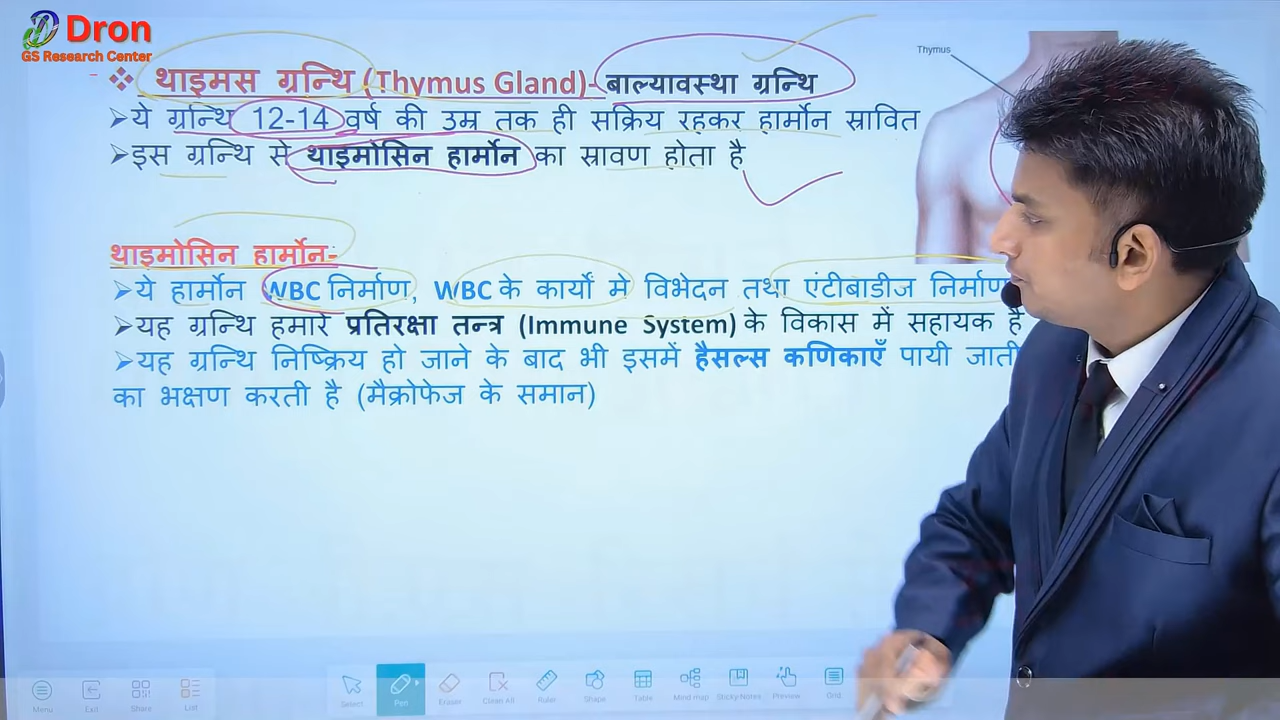 Dron
GS Research Center
❖ थाइमस ग्रन्थि (Thymus Gland)- बाल्यावस्था ग्रन्थि
➢ये ग्रन्थि 12-14 वर्ष की उम्र तक ही सक्रिय रहकर हार्मोन स्रावित
➢इस ग्रन्थि से थाइमोसिन हार्मोन का स्रावण होता है
Thymus
थाइमोसिन हार्मोन-
➢ये हार्मोन WBC निर्माण, WBC के कार्यों मे विभेदन तथा एंटीबाडीज निर्माण
➢यह ग्रन्थि हमारे प्रतिरक्षा तन्त्र (Immune System) के विकास में सहायक है
➢यह ग्रन्थि निष्क्रिय हो जाने के बाद भी इसमें हैसल्स कणिकाएँ पायी जाती
का भक्षण करती है (मैक्रोफेज के समान)
Menu Exit Share List Select Pen Eraser Clean All Ruler Shape Table Mind map Sticky Notes Preview Grid